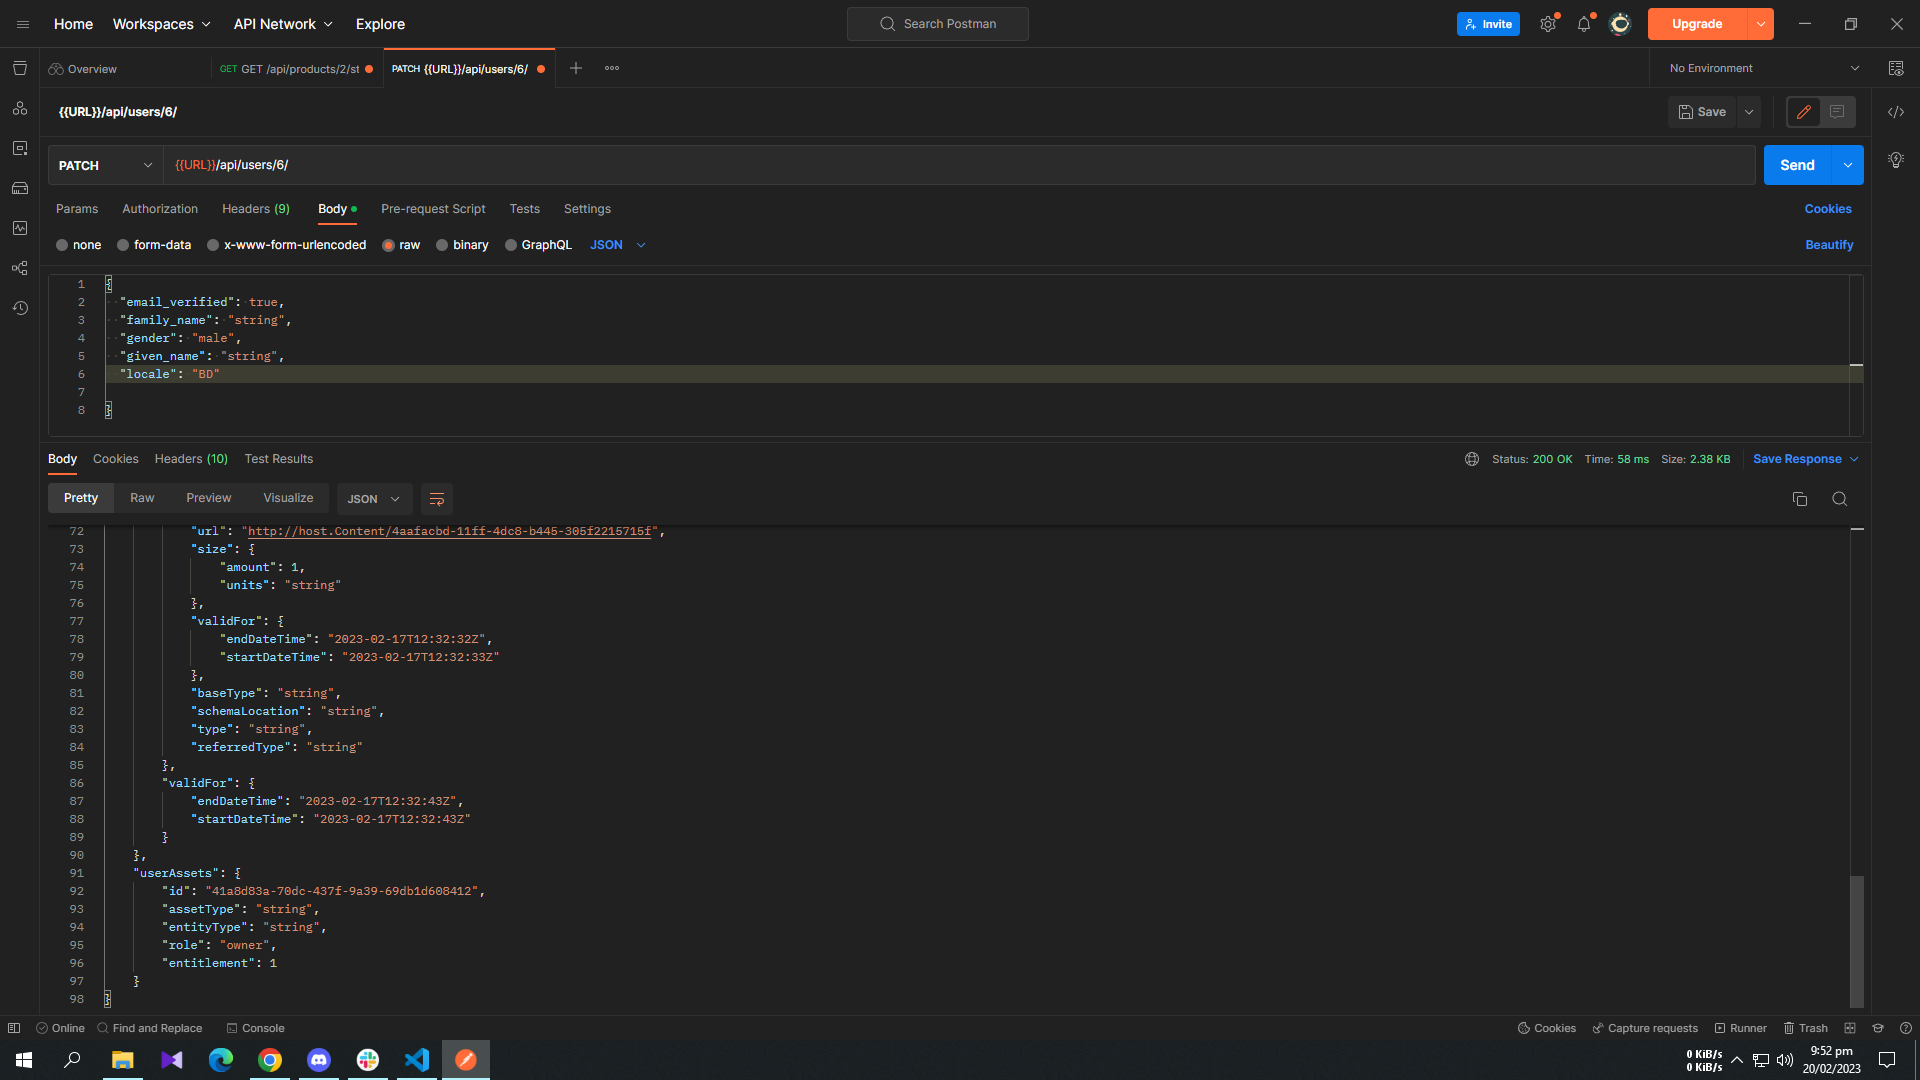 Home Workspaces API Network Explore Search Postman Invite Upgrade
Overview GET GET /api/products/2/st PATCH {{URL}}/api/users/6/ No Environment
{{URL}}/api/users/6/ Save
PATCH {{URL}}/api/users/6/ Send
Params Authorization Headers (9) Body Pre-request Script Tests Settings Cookies
none form-data x-www-form-urlencoded raw binary GraphQL JSON Beautify
1 {
2 "email_verified": true,
3 "family_name": "string",
4 "gender": "male",
5 "given_name": "string",
6 "locale": "BD"
7
8 }
Body Cookies Headers (10) Test Results Status: 200 OK Time: 58 ms Size: 2.38 KB Save Response
Pretty Raw Preview Visualize JSON
72 "url": "http://host.Content/4aafacbd-11ff-4dc8-b445-305f2215715f",
73 "size": {
74 "amount": 1,
75 "units": "string"
76 },
77 "validFor": {
78 "endDateTime": "2023-02-17T12:32:32Z",
79 "startDateTime": "2023-02-17T12:32:33Z"
80 },
81 "baseType": "string",
82 "schemaLocation": "string",
83 "type": "string",
84 "referredType": "string"
85 },
86 "validFor": {
87 "endDateTime": "2023-02-17T12:32:43Z",
88 "startDateTime": "2023-02-17T12:32:43Z"
89 }
90 },
91 "userAssets": {
92 "id": "41a8d83a-70dc-437f-9a39-69db1d608412",
93 "assetType": "string",
94 "entityType": "string",
95 "role": "owner",
96 "entitlement": 1
97 }
98 }
Online Find and Replace Console Cookies Capture requests Runner Trash
0 KiB/s
0 KiB/s
9:52 pm
20/02/2023